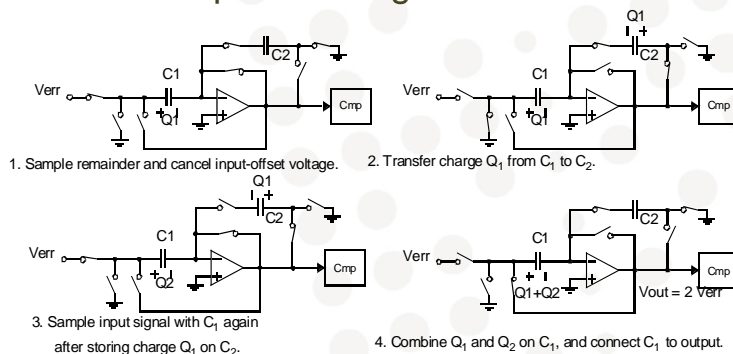 Q1
C2
C1
Verr
Q1
Cmp
1. Sample remainder and cancel input-offset voltage.
Q1
C2
C1
Q1
Verr
Cmp
2. Transfer charge Q1 from C1 to C2.
Q1
C2
C1
Verr
Q2
Cmp
3. Sample input signal with C1 again
after storing charge Q1 on C2.
C2
C1
Verr
Q1+Q2
Cmp
Vout = 2 Verr
4. Combine Q1 and Q2 on C1, and connect C1 to output.